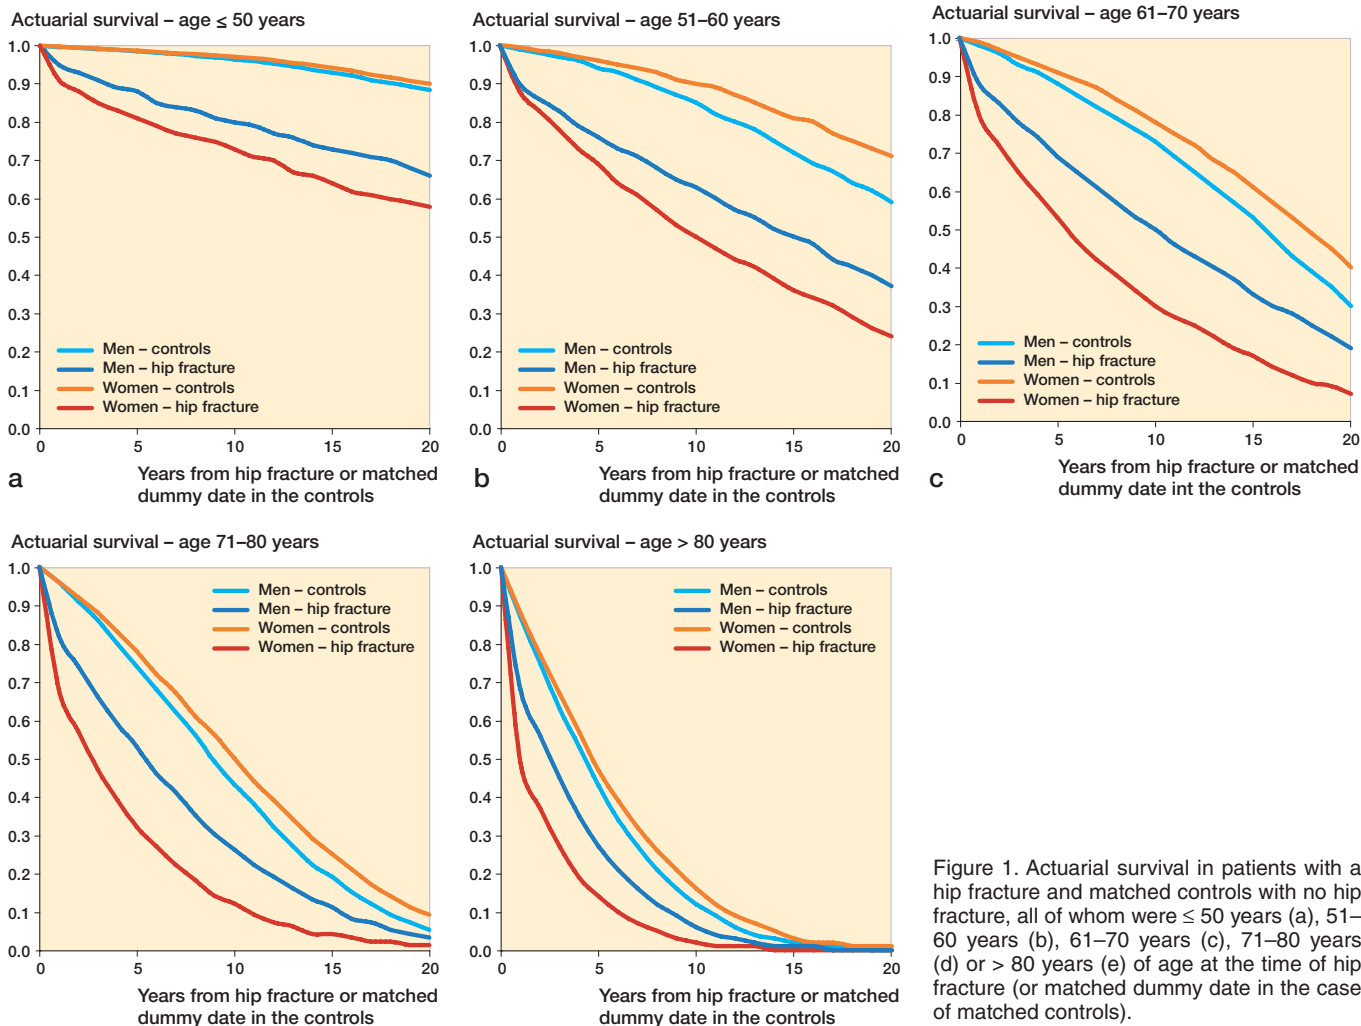 Actuarial survival – age ≤ 50 years
1.0
0.9
0.8
0.7
0.6
0.5
0.4
0.3
0.2
0.1
0.0
Men – controls
Men – hip fracture
Women – controls
Women – hip fracture
0 5 10 15 20
Years from hip fracture or matched
dummy date in the controls
a
Actuarial survival – age 51–60 years
1.0
0.9
0.8
0.7
0.6
0.5
0.4
0.3
0.2
0.1
0.0
Men – controls
Men – hip fracture
Women – controls
Women – hip fracture
0 5 10 15 20
Years from hip fracture or matched
dummy date in the controls
b
Actuarial survival – age 61–70 years
1.0
0.9
0.8
0.7
0.6
0.5
0.4
0.3
0.2
0.1
0.0
Men – controls
Men – hip fracture
Women – controls
Women – hip fracture
0 5 10 15 20
Years from hip fracture or matched
dummy date int the controls
c
Actuarial survival – age 71–80 years
1.0
0.9
0.8
0.7
0.6
0.5
0.4
0.3
0.2
0.1
0.0
Men – controls
Men – hip fracture
Women – controls
Women – hip fracture
0 5 10 15 20
Years from hip fracture or matched
dummy date in the controls
Actuarial survival – age > 80 years
1.0
0.9
0.8
0.7
0.6
0.5
0.4
0.3
0.2
0.1
0.0
Men – controls
Men – hip fracture
Women – controls
Women – hip fracture
0 5 10 15 20
Years from hip fracture or matched
dummy date in the controls
Figure 1. Actuarial survival in patients with a
hip fracture and matched controls with no hip
fracture, all of whom were ≤ 50 years (a), 51–
60 years (b), 61–70 years (c), 71–80 years
(d) or > 80 years (e) of age at the time of hip
fracture (or matched dummy date in the case
of matched controls).